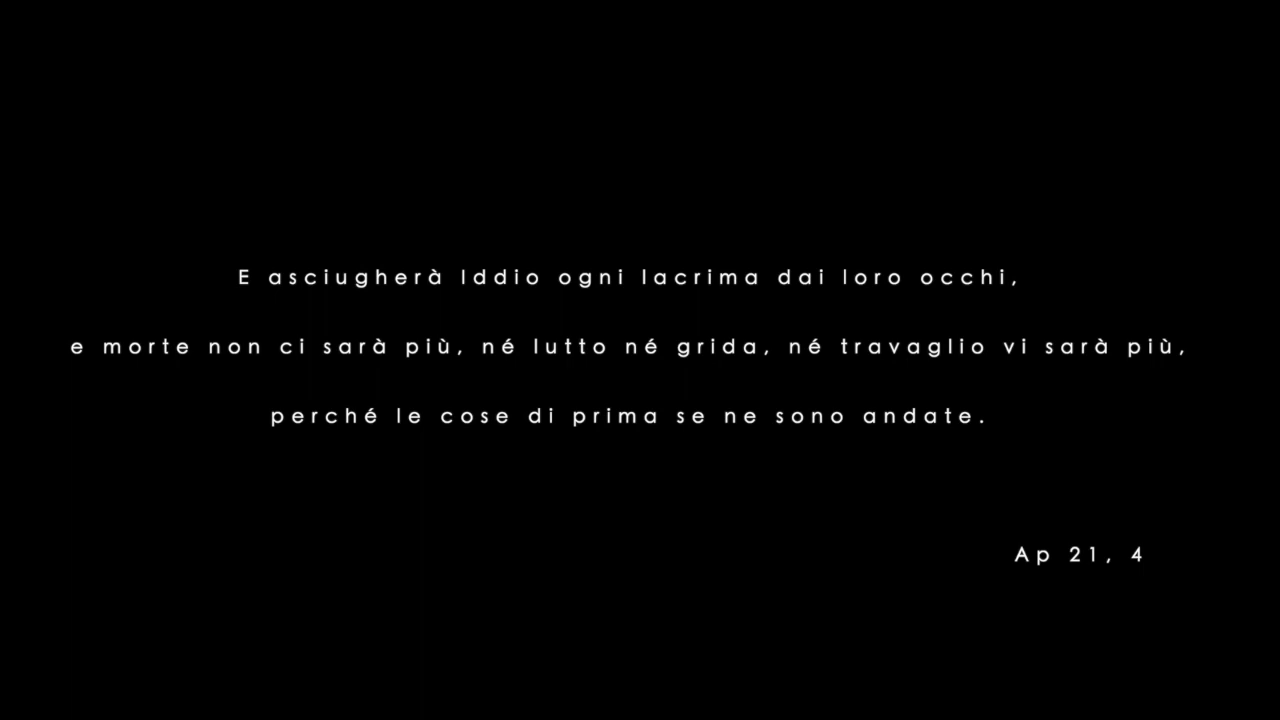 E asciugherà Iddio ogni lacrima dai loro occhi,
e morte non ci sarà più, né lutto né grida, né travaglio vi sarà più,
perché le cose di prima se ne sono andate.
Ap 21, 4